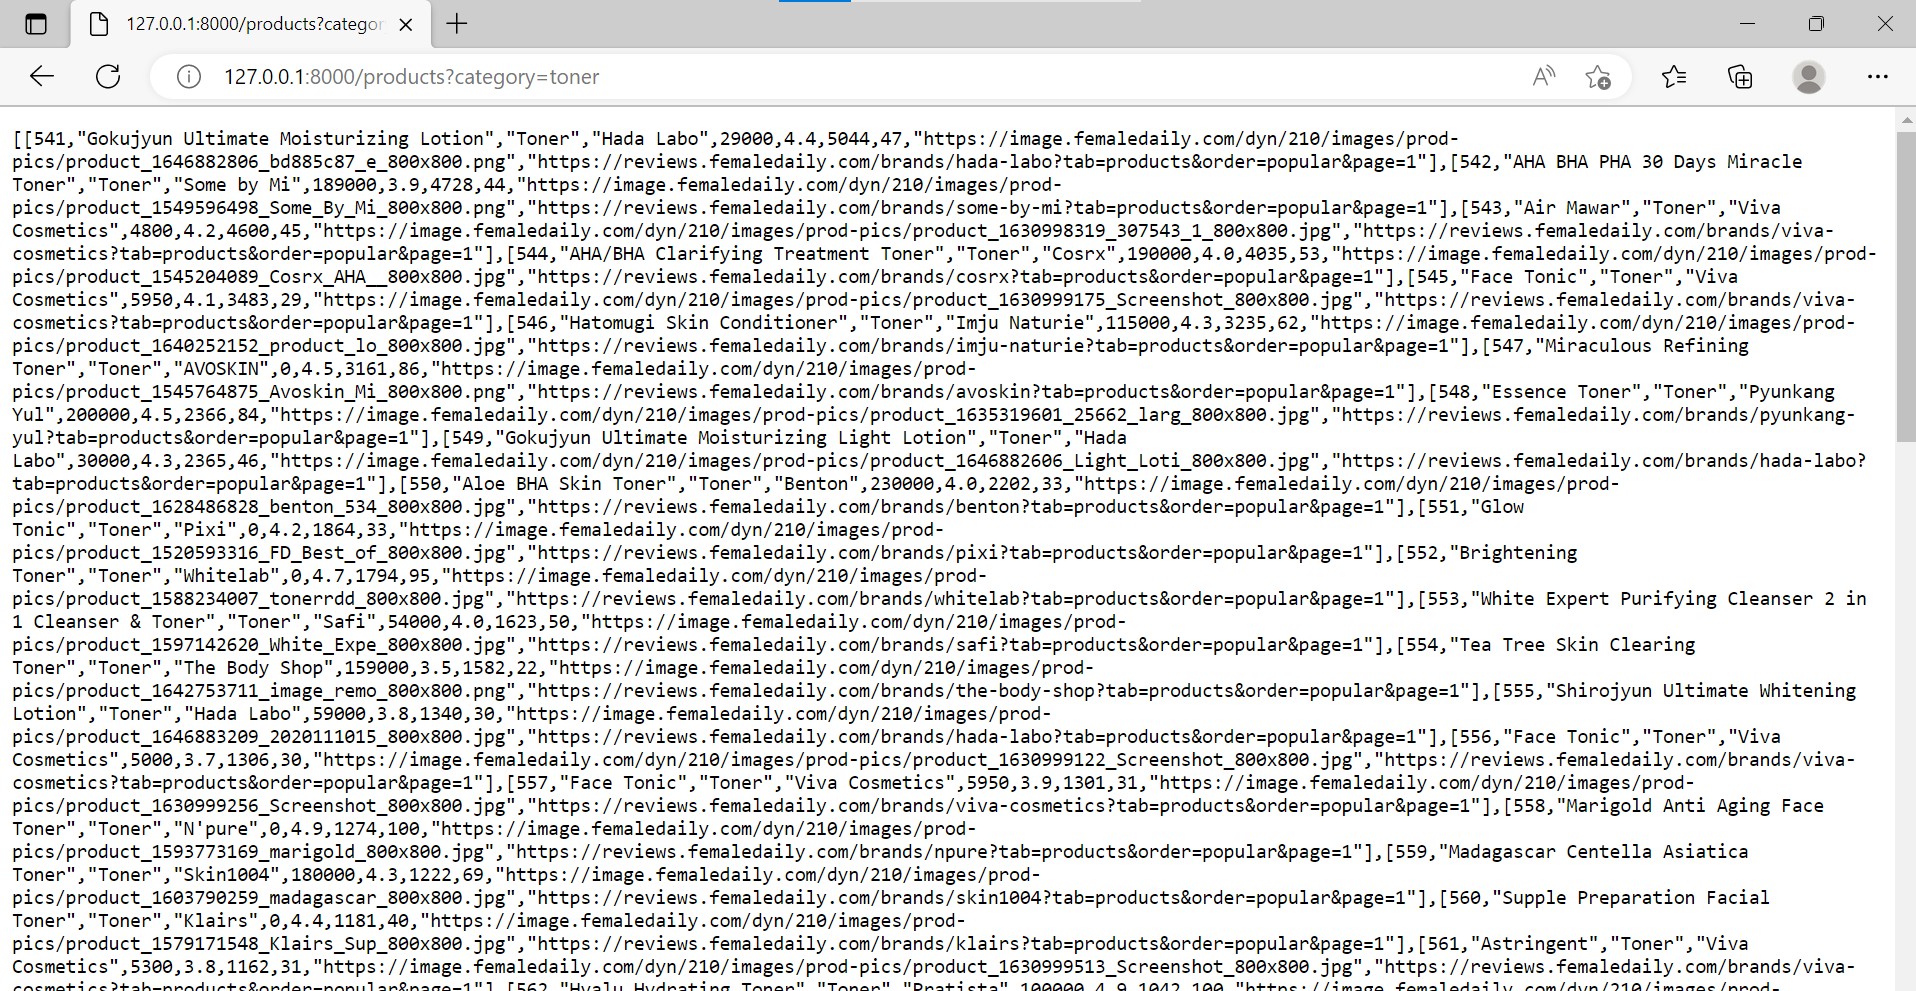 127.0.0.1:8000/products?categor
127.0.0.1:8000/products?category=toner
[[541,"Gokujyun Ultimate Moisturizing Lotion","Toner","Hada Labo",29000,4.4,5044,47,"https://image.femaledaily.com/dyn/210/images/prod-
pics/product_1646882806_bd885c87_e_800x800.png","https://reviews.femaledaily.com/brands/hada-labo?tab=products&order=popular&page=1"],[542,"AHA BHA PHA 30 Days Miracle
Toner","Toner","Some by Mi",189000,3.9,4728,44,"https://image.femaledaily.com/dyn/210/images/prod-
pics/product_1549596498_Some_By_Mi_800x800.png","https://reviews.femaledaily.com/brands/some-by-mi?tab=products&order=popular&page=1"],[543,"Air Mawar","Toner","Viva
Cosmetics",4800,4.2,4600,45,"https://image.femaledaily.com/dyn/210/images/prod-pics/product_1630998319_307543_1_800x800.jpg","https://reviews.femaledaily.com/brands/viva-
cosmetics?tab=products&order=popular&page=1"],[544,"AHA/BHA Clarifying Treatment Toner","Toner","Cosrx",190000,4.0,4035,53,"https://image.femaledaily.com/dyn/210/images/prod-
pics/product_1545204089_Cosrx_AHA__800x800.jpg","https://reviews.femaledaily.com/brands/cosrx?tab=products&order=popular&page=1"],[545,"Face Tonic","Toner","Viva
Cosmetics",5950,4.1,3483,29,"https://image.femaledaily.com/dyn/210/images/prod-pics/product_1630999175_Screenshot_800x800.jpg","https://reviews.femaledaily.com/brands/viva-
cosmetics?tab=products&order=popular&page=1"],[546,"Hatomugi Skin Conditioner","Toner","Imju Naturie",115000,4.3,3235,62,"https://image.femaledaily.com/dyn/210/images/prod-
pics/product_1640252152_product_lo_800x800.jpg","https://reviews.femaledaily.com/brands/imju-naturie?tab=products&order=popular&page=1"],[547,"Miraculous Refining
Toner","Toner","AVOSKIN",0,4.5,3161,86,"https://image.femaledaily.com/dyn/210/images/prod-
pics/product_1545764875_Avoskin_Mi_800x800.png","https://reviews.femaledaily.com/brands/avoskin?tab=products&order=popular&page=1"],[548,"Essence Toner","Toner","Pyunkang
Yul",200000,4.5,2366,84,"https://image.femaledaily.com/dyn/210/images/prod-pics/product_1635319601_25662_larg_800x800.jpg","https://reviews.femaledaily.com/brands/pyunkang-
yul?tab=products&order=popular&page=1"],[549,"Gokujyun Ultimate Moisturizing Light Lotion","Toner","Hada
Labo",30000,4.3,2365,46,"https://image.femaledaily.com/dyn/210/images/prod-pics/product_1646882606_Light_Loti_800x800.jpg","https://reviews.femaledaily.com/brands/hada-labo?
tab=products&order=popular&page=1"],[550,"Aloe BHA Skin Toner","Toner","Benton",230000,4.0,2202,33,"https://image.femaledaily.com/dyn/210/images/prod-
pics/product_1628486828_benton_534_800x800.jpg","https://reviews.femaledaily.com/brands/benton?tab=products&order=popular&page=1"],[551,"Glow
Tonic","Toner","Pixi",0,4.2,1864,33,"https://image.femaledaily.com/dyn/210/images/prod-
pics/product_1520593316_FD_Best_of_800x800.jpg","https://reviews.femaledaily.com/brands/pixi?tab=products&order=popular&page=1"],[552,"Brightening
Toner","Toner","Whitelab",0,4.7,1794,95,"https://image.femaledaily.com/dyn/210/images/prod-
pics/product_1588234007_tonerrdd_800x800.jpg","https://reviews.femaledaily.com/brands/whitelab?tab=products&order=popular&page=1"],[553,"White Expert Purifying Cleanser 2 in
1 Cleanser & Toner","Toner","Safi",54000,4.0,1623,50,"https://image.femaledaily.com/dyn/210/images/prod-
pics/product_1597142620_White_Expe_800x800.jpg","https://reviews.femaledaily.com/brands/safi?tab=products&order=popular&page=1"],[554,"Tea Tree Skin Clearing
Toner","Toner","The Body Shop",159000,3.5,1582,22,"https://image.femaledaily.com/dyn/210/images/prod-
pics/product_1642753711_image_remo_800x800.png","https://reviews.femaledaily.com/brands/the-body-shop?tab=products&order=popular&page=1"],[555,"Shirojyun Ultimate Whitening
Lotion","Toner","Hada Labo",59000,3.8,1340,30,"https://image.femaledaily.com/dyn/210/images/prod-
pics/product_1646883209_2020111015_800x800.jpg","https://reviews.femaledaily.com/brands/hada-labo?tab=products&order=popular&page=1"],[556,"Face Tonic","Toner","Viva
Cosmetics",5000,3.7,1306,30,"https://image.femaledaily.com/dyn/210/images/prod-pics/product_1630999122_Screenshot_800x800.jpg","https://reviews.femaledaily.com/brands/viva-
cosmetics?tab=products&order=popular&page=1"],[557,"Face Tonic","Toner","Viva Cosmetics",5950,3.9,1301,31,"https://image.femaledaily.com/dyn/210/images/prod-
pics/product_1630999256_Screenshot_800x800.jpg","https://reviews.femaledaily.com/brands/viva-cosmetics?tab=products&order=popular&page=1"],[558,"Marigold Anti Aging Face
Toner","Toner","N'pure",0,4.9,1274,100,"https://image.femaledaily.com/dyn/210/images/prod-
pics/product_1593773169_marigold_800x800.jpg","https://reviews.femaledaily.com/brands/npure?tab=products&order=popular&page=1"],[559,"Madagascar Centella Asiatica
Toner","Toner","Skin1004",180000,4.3,1222,69,"https://image.femaledaily.com/dyn/210/images/prod-
pics/product_1603790259_madagascar_800x800.jpg","https://reviews.femaledaily.com/brands/skin1004?tab=products&order=popular&page=1"],[560,"Supple Preparation Facial
Toner","Toner","Klairs",0,4.4,1181,40,"https://image.femaledaily.com/dyn/210/images/prod-
pics/product_1579171548_Klairs_Sup_800x800.jpg","https://reviews.femaledaily.com/brands/klairs?tab=products&order=popular&page=1"],[561,"Astringent","Toner","Viva
Cosmetics",5300,3.8,1162,31,"https://image.femaledaily.com/dyn/210/images/prod-pics/product_1630999513_Screenshot_800x800.jpg","https://reviews.femaledaily.com/brands/viva-
cosmetics?tab=products&order=popular&page=1"],[562,"Hyalu Hydrating Toner","Toner","Pratista",100000,4.9,1042,100,"https://image.femaledaily.com/dyn/210/images/prod-